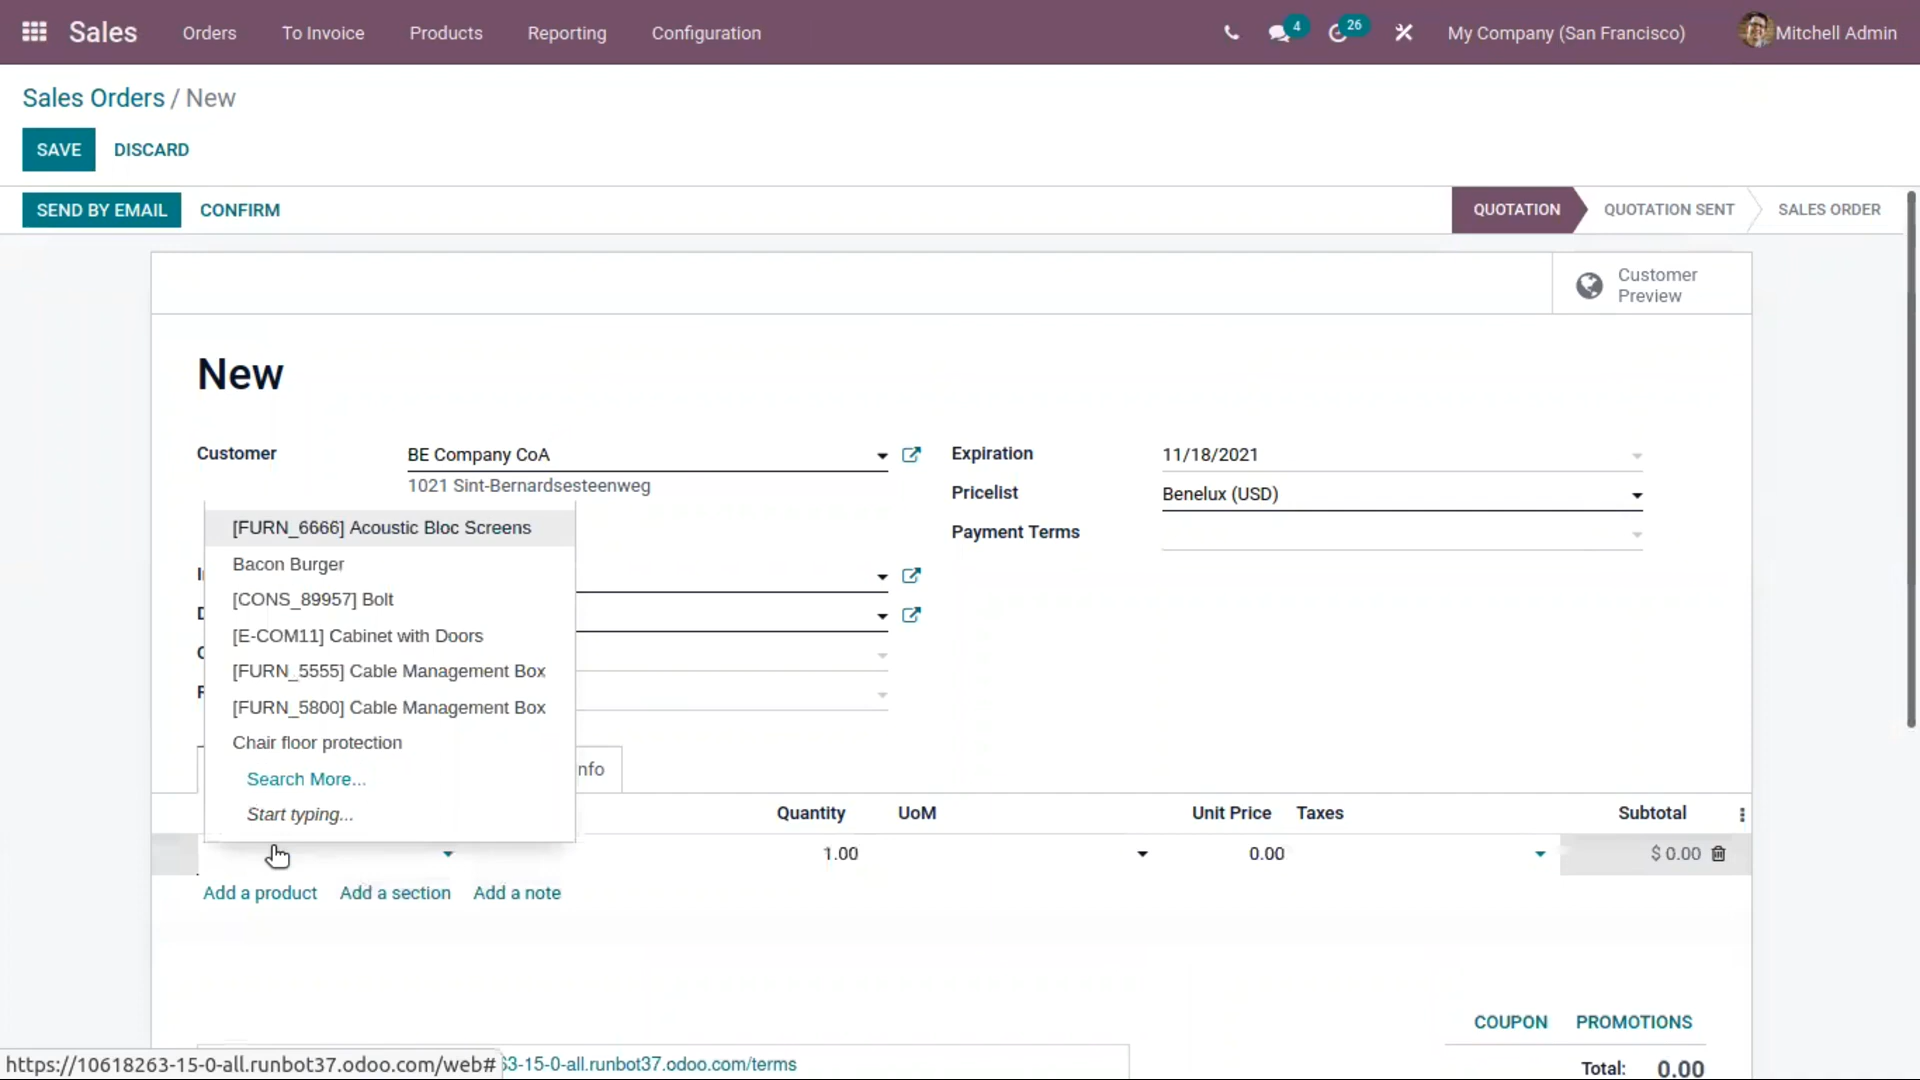 Sales Orders To Invoice Products Reporting Configuration 4 26 My Company (San Francisco) Mitchell Admin
Sales Orders / New
SAVE DISCARD
SEND BY EMAIL CONFIRM QUOTATION QUOTATION SENT SALES ORDER
Customer
Preview
New
Customer BE Company CoA Expiration 11/18/2021
1021 Sint-Bernardsesteenweg
Pricelist Benelux (USD)
Payment Terms
[FURN_6666] Acoustic Bloc Screens
Bacon Burger
[CONS_89957] Bolt
[E-COM11] Cabinet with Doors
[FURN_5555] Cable Management Box
[FURN_5800] Cable Management Box
Chair floor protection
Search More...
Start typing...
nfo
Quantity UoM Unit Price Taxes Subtotal
1.00 0.00 $ 0.00
Add a product Add a section Add a note
COUPON PROMOTIONS
https://10618263-15-0-all.runbot37.odoo.com/web# 63-15-0-all.runbot37.odoo.com/terms
Total: 0.00